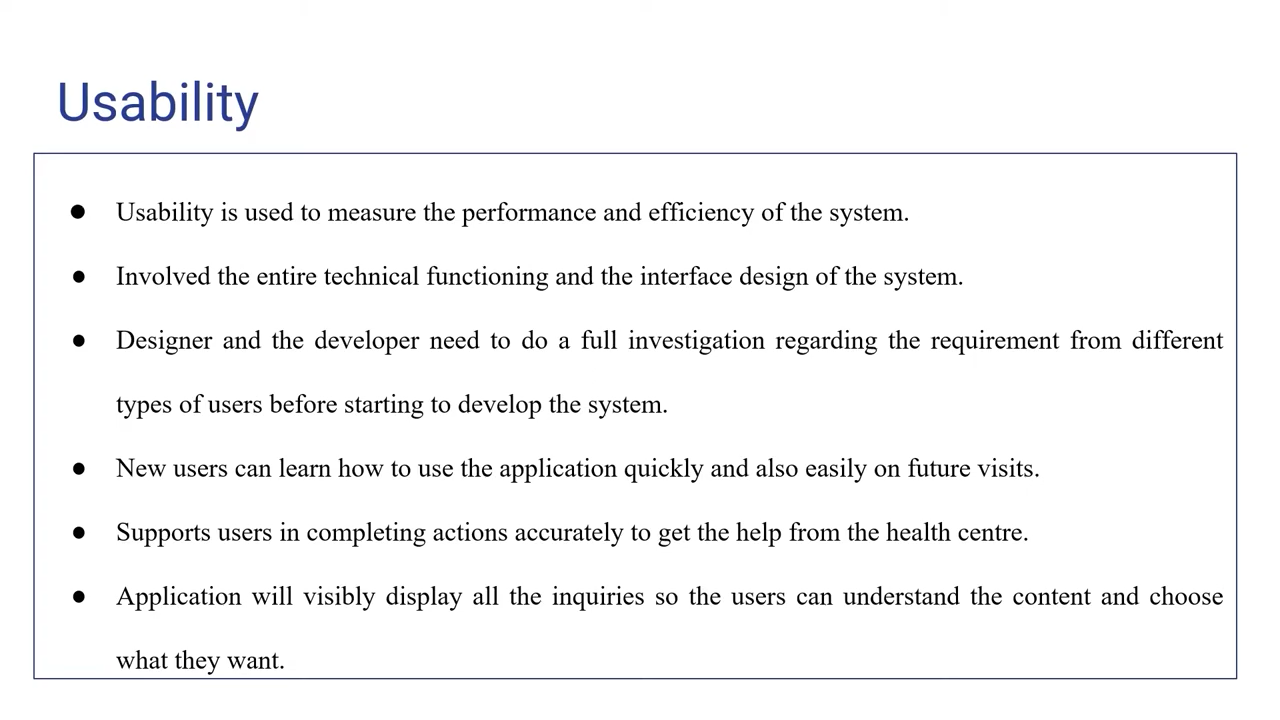 Usability
● Usability is used to measure the performance and efficiency of the system.
● Involved the entire technical functioning and the interface design of the system.
● Designer and the developer need to do a full investigation regarding the requirement from different
types of users before starting to develop the system.
● New users can learn how to use the application quickly and also easily on future visits.
● Supports users in completing actions accurately to get the help from the health centre.
● Application will visibly display all the inquiries so the users can understand the content and choose
what they want.